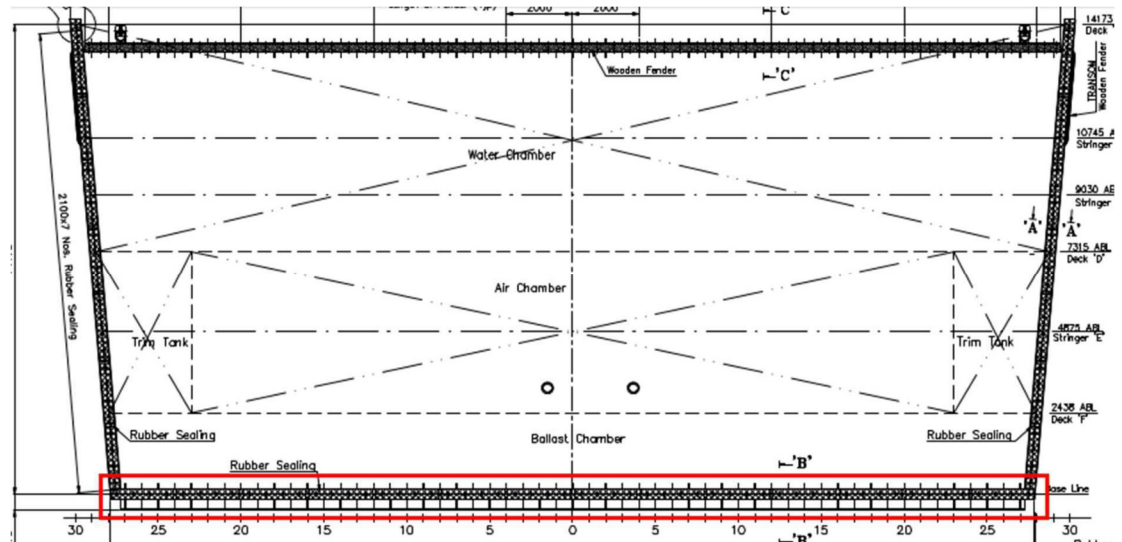 2000 2000
'C'
14173
Deck
Wooden Fender
'C'
TRANSOM
Wooden Fender
10745 A
Stringer
Water Chamber
9030 AB
Stringer
2100x7 Nos. Rubber Sealing
'A' 'A'
7315 ABL
Deck 'D'
Air Chamber
4875 ABL
Stringer 'E'
Trim Tank
Trim Tank
2438 ABL
Deck 'F'
Rubber Sealing
Rubber Sealing
Ballast Chamber
Rubber Sealing
'B'
Base Line
30 25 20 15 10 5 0 5 10 15 20 25 30
'B'